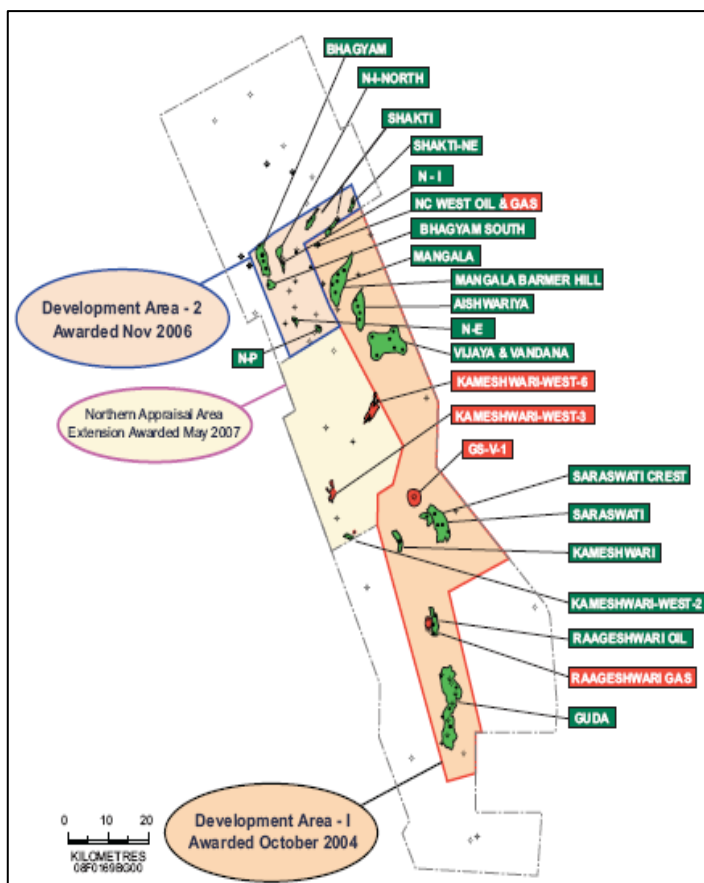 BHAGYAM
N-I-NORTH
SHAKTI
SHAKTI-NE
N - I
NC WEST OIL & GAS
BHAGYAM SOUTH
MANGALA
MANGALA BARMER HILL
AISHWARIYA
N-E
VIJAYA & VANDANA
N-P
KAMESHWARI-WEST-6
KAMESHWARI-WEST-3
GS-V-1
SARASWATI CREST
SARASWATI
KAMESHWARI
KAMESHWARI-WEST-2
RAAGESHWARI OIL
RAAGESHWARI GAS
GUDA
Development Area - 2
Awarded Nov 2006
Northern Appraisal Area
Extension Awarded May 2007
Development Area - I
Awarded October 2004
0 10 20
KILOMETRES
08F0169BG00